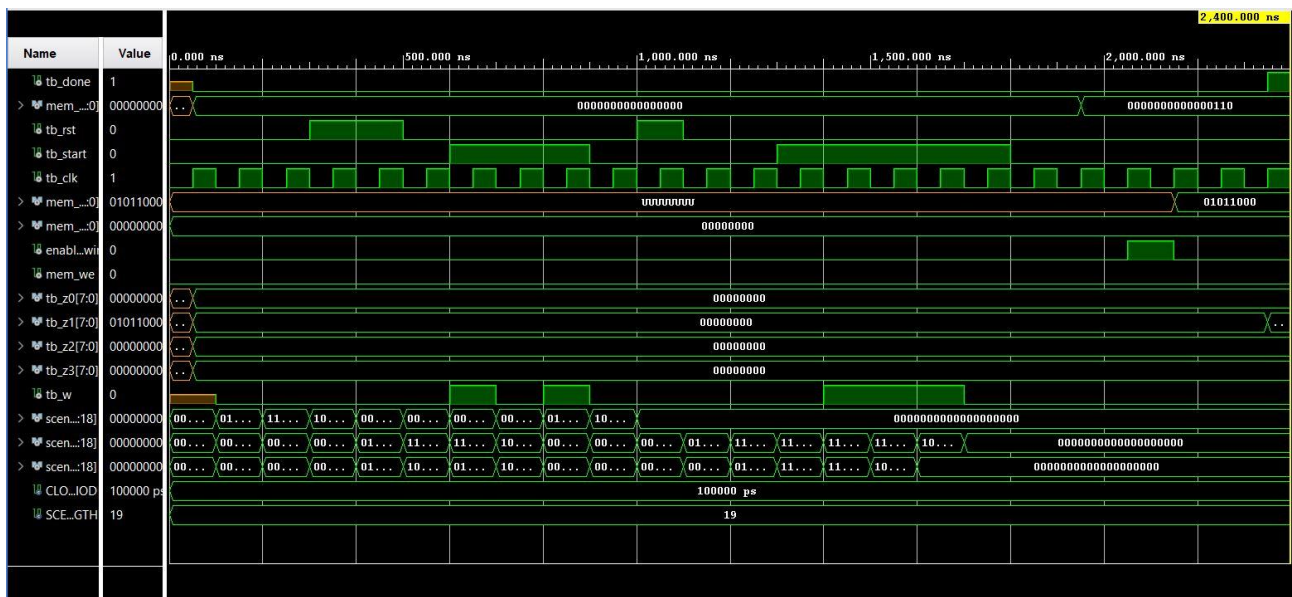 2,400.000 ns
Name Value 0.000 ns 500.000 ns 1,000.000 ns 1,500.000 ns 2,000.000 ns
tb_done 1
> mem_...:0] 00000000 .. 0000000000000000 0000000000000110
tb_rst 0
tb_start 0
tb_clk 1
> mem_...:0] 01011000 UUUUUUUU 01011000
> mem_...:0] 00000000 00000000
enabl...wir 0
mem_we 0
> tb_z0[7:0] 00000000 .. 00000000
> tb_z1[7:0] 01011000 .. 00000000 ..
> tb_z2[7:0] 00000000 .. 00000000
> tb_z3[7:0] 00000000 .. 00000000
tb_w 0
> scen...:18] 00000000 00... 01... 11... 10... 00... 00... 00... 00... 01... 10... 0000000000000000000
> scen...:18] 00000000 00... 00... 00... 00... 01... 11... 11... 10... 00... 00... 00... 01... 11... 11... 11... 11... 10... 0000000000000000000
> scen...:18] 00000000 00... 00... 00... 00... 01... 10... 01... 10... 00... 00... 00... 00... 01... 11... 11... 10... 0000000000000000000
CLO...IOD 100000 ps 100000 ps
SCE...GTH 19 19